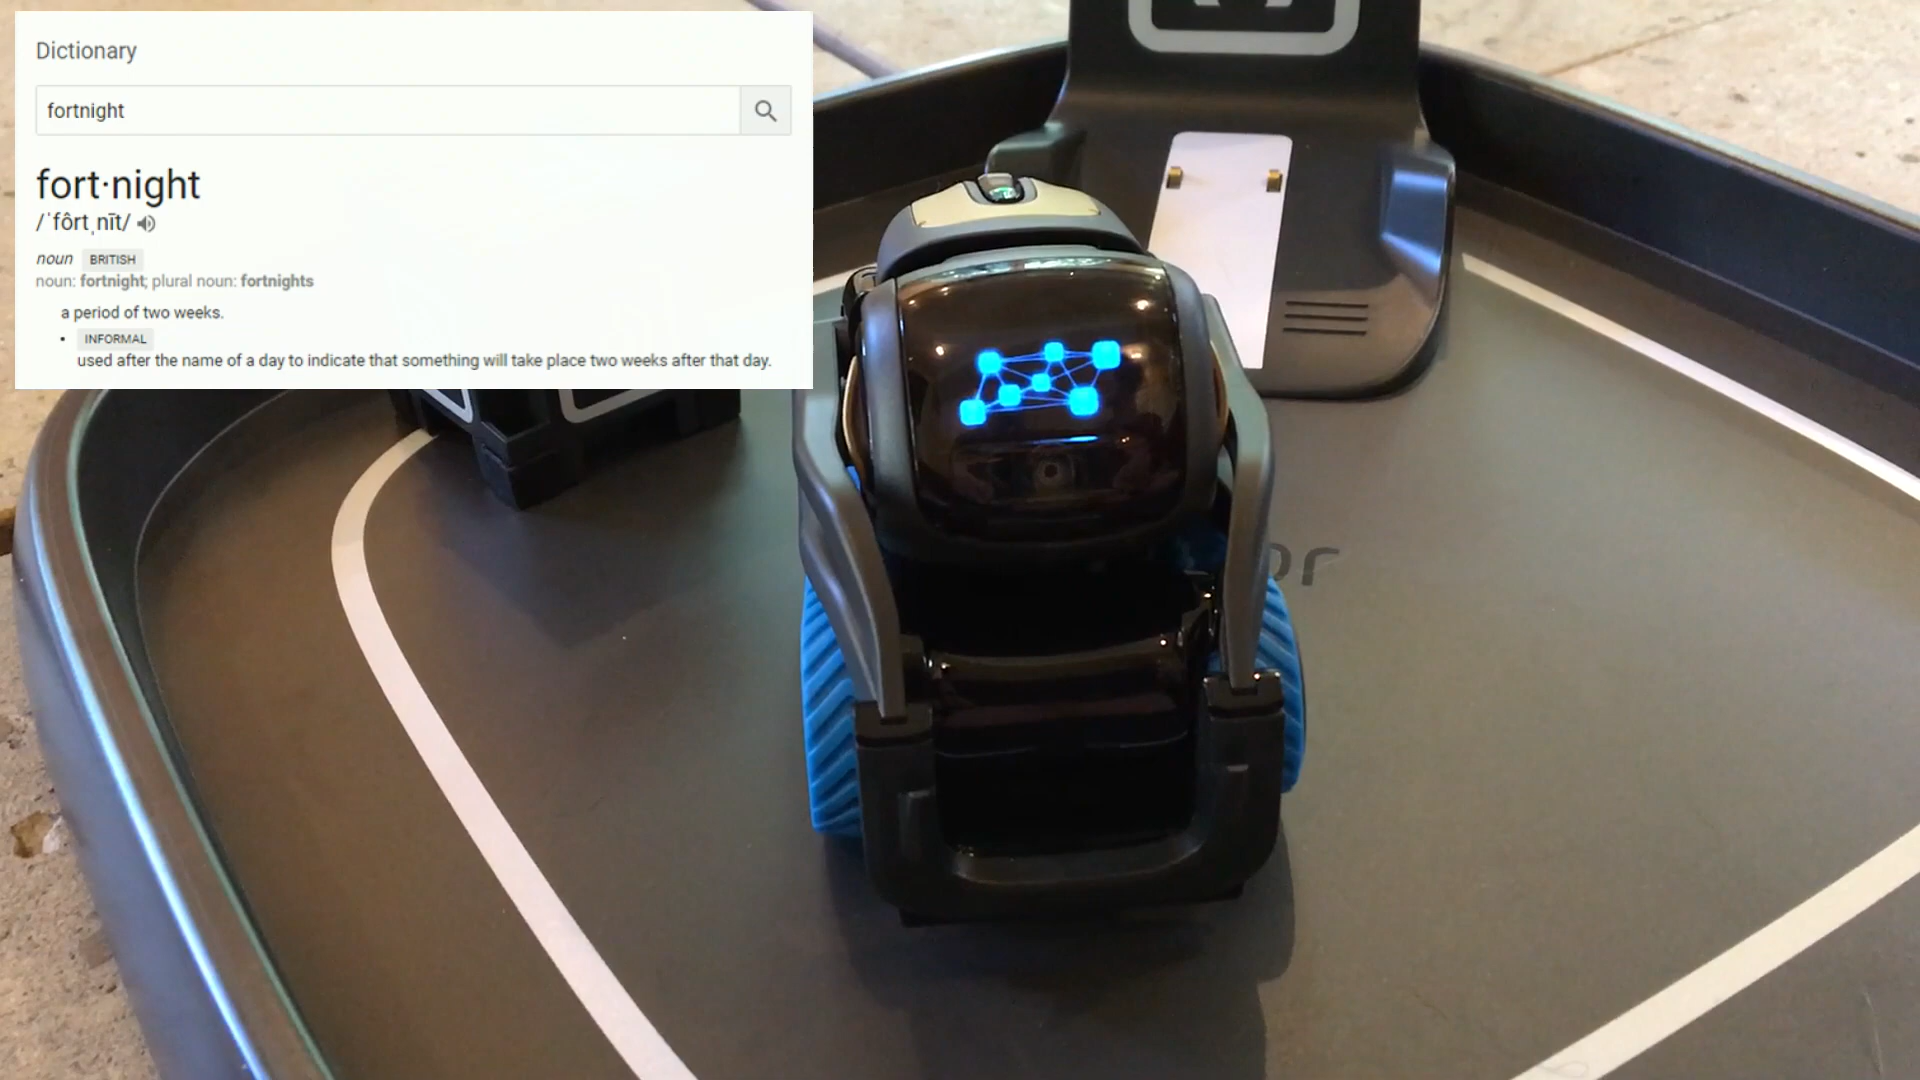 Dictionary
fortnight
fort·night
/ˈfôrtˌnīt/
noun BRITISH
noun: fortnight; plural noun: fortnights
a period of two weeks.
• INFORMAL
used after the name of a day to indicate that something will take place two weeks after that day.